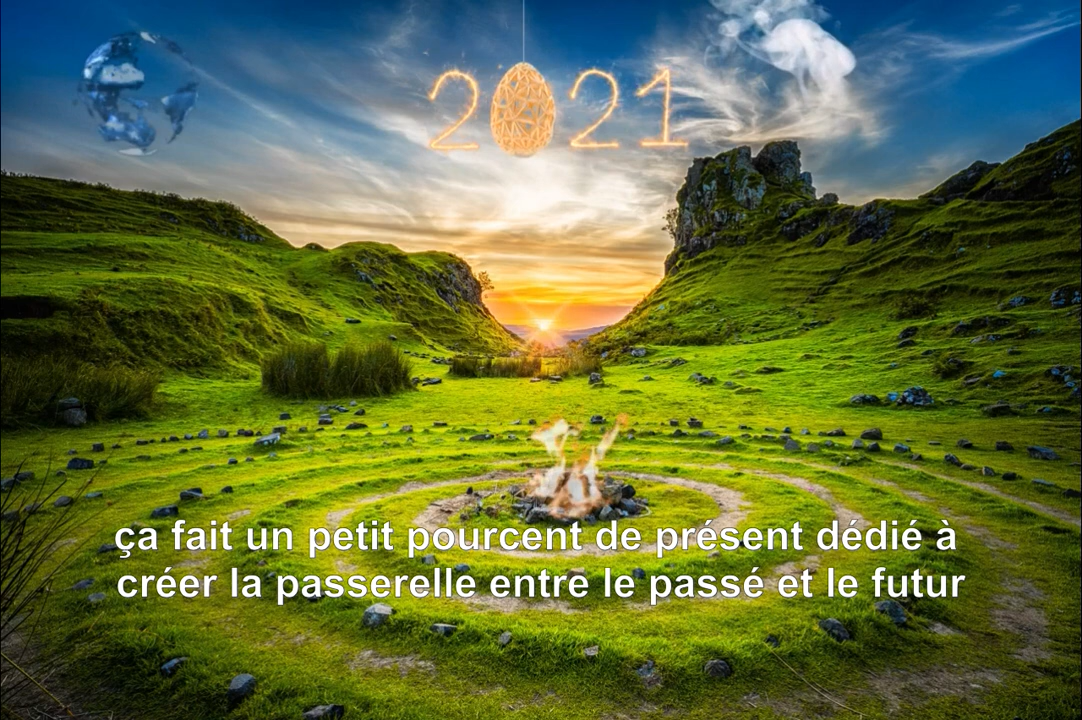 2021
ça fait un petit pourcent de présent dédié à
créer la passerelle entre le passé et le futur